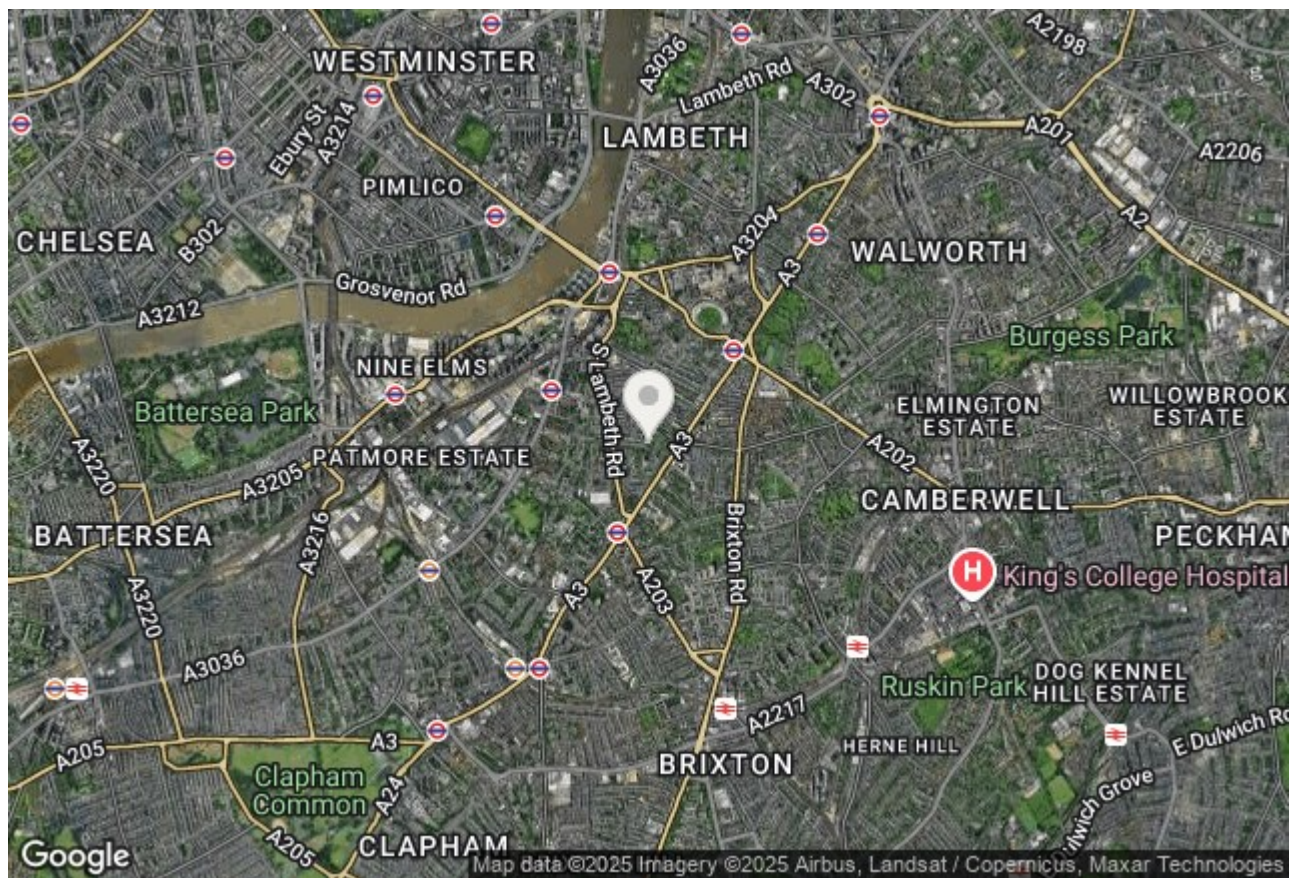 WESTMINSTER
A3036
Lambeth Rd
A302
A2198
Ebury St
A3214
LAMBETH
A201
A2206
PIMLICO
CHELSEA
B302
A3204
A3
WALWORTH
A2
Grosvenor Rd
A3212
Burgess Park
NINE ELMS
S Lambeth Rd
Battersea Park
ELMINGTON
ESTATE
WILLOWBROOK
ESTATE
A3220
PATMORE ESTATE
A3
A202
A3205
CAMBERWELL
BATTERSEA
A3216
Brixton Rd
PECKHAM
H
King's College Hospital
A3220
A3
A203
A3036
Ruskin Park
DOG KENNEL
HILL ESTATE
A2217
A205
A3
HERNE HILL
E Dulwich Rd
BRIXTON
Clapham
Common
A24
Dulwich Grove
A205
CLAPHAM
Google
Map data ©2025 Imagery ©2025 Airbus, Landsat / Copernicus, Maxar Technologies